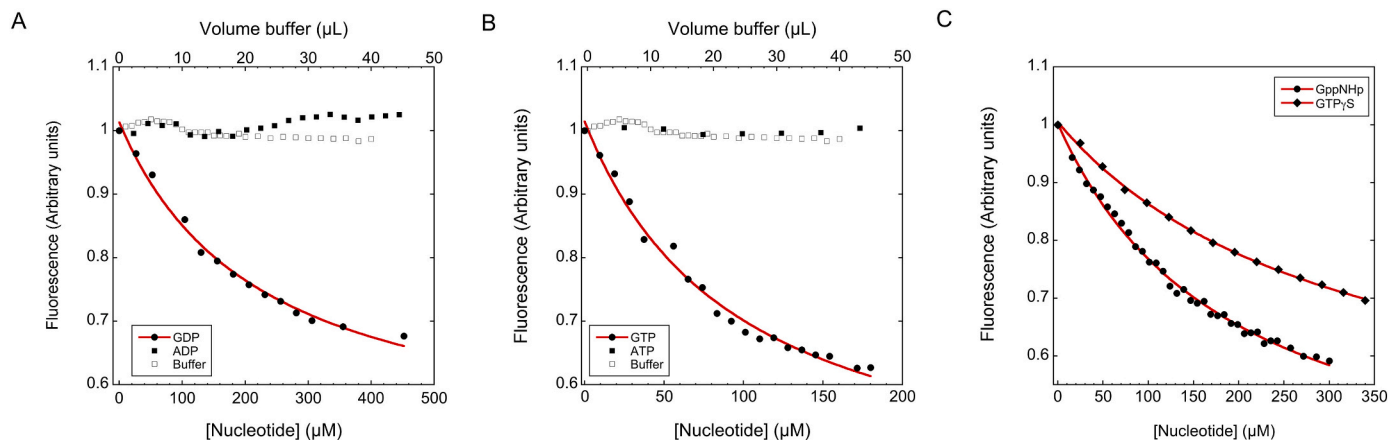 A
Volume buffer (µL)
0 10 20 30 40 50
1.1
1
0.9
0.8
0.7
0.6
Fluorescence (Arbitrary units)
GDP
ADP
Buffer
0 100 200 300 400 500
[Nucleotide] (µM)
B
Volume buffer (µL)
0 10 20 30 40 50
1.1
1
0.9
0.8
0.7
0.6
Fluorescence (Arbitrary units)
GTP
ATP
Buffer
0 50 100 150 200
[Nucleotide] (µM)
C
1.1
1
0.9
0.8
0.7
0.6
Fluorescence (Arbitrary units)
GppNHp
GTPγS
0 50 100 150 200 250 300 350
[Nucleotide] (µM)